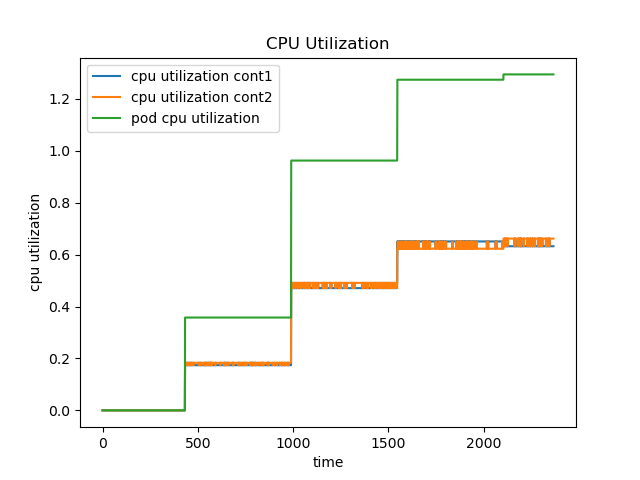 CPU Utilization
cpu utilization cont1
cpu utilization cont2
pod cpu utilization
cpu utilization
1.2
1.0
0.8
0.6
0.4
0.2
0.0
0
500
1000
1500
2000
time